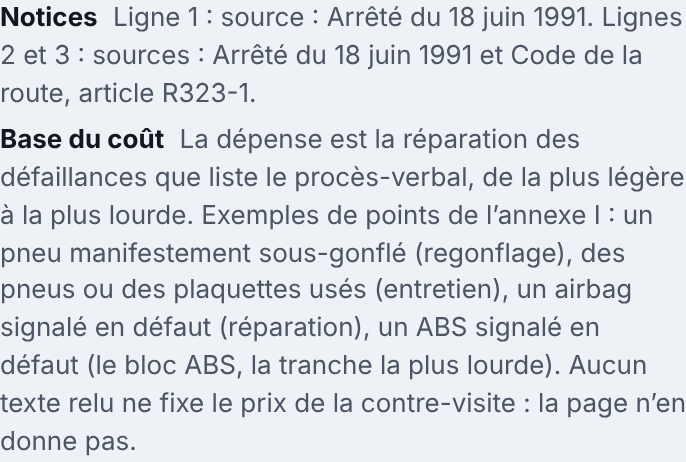 Notices Ligne 1 : source : Arrêté du 18 juin 1991. Lignes
2 et 3 : sources : Arrêté du 18 juin 1991 et Code de la
route, article R323-1.
Base du coût La dépense est la réparation des
défaillances que liste le procès-verbal, de la plus légère
à la plus lourde. Exemples de points de l’annexe I : un
pneu manifestement sous-gonflé (regonflage), des
pneus ou des plaquettes usés (entretien), un airbag
signalé en défaut (réparation), un ABS signalé en
défaut (le bloc ABS, la tranche la plus lourde). Aucun
texte relu ne fixe le prix de la contre-visite : la page n’en
donne pas.